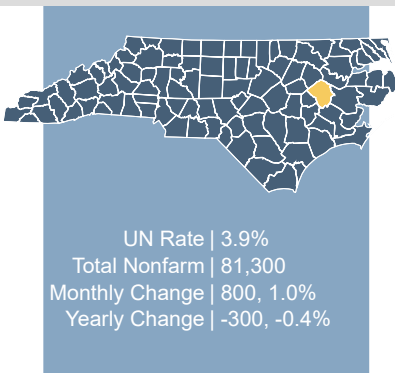 UN Rate | 3.9%
Total Nonfarm | 81,300
Monthly Change | 800, 1.0%
Yearly Change | -300, -0.4%